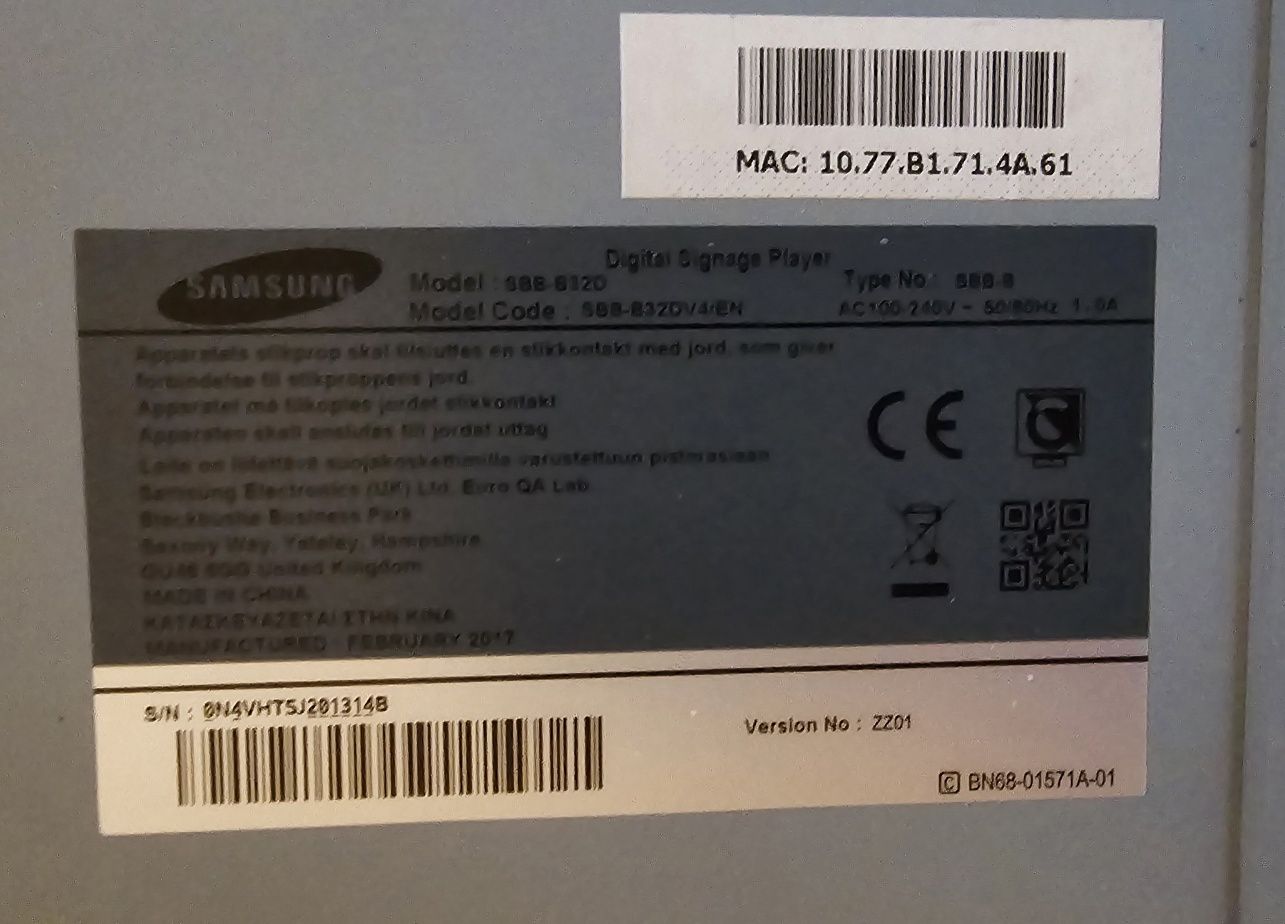 MAC: 10.77.B1.71.4A.61
SAMSUNG
Digital Signage Player
Model : SBB-B32D
Type No : SBB-B
Model Code : SBB-B32DV4/EN
AC100-240V ~ 50/60Hz 1.0A
Apparatets stikprop skal tilsluttes en stikkontakt med jord, som giver
forbindelse til stikproppens jord.
Apparatet må tilkoples jordet stikkontakt
Apparaten skall anslutas till jordat uttag
Laite on liitettävä suojakoskettimilla varustettuun pistorasiaan
Samsung Electronics (UK) Ltd. Euro QA Lab.
Blackbushe Business Park
Saxony Way, Yateley, Hampshire
GU46 6GG United Kingdom
MADE IN CHINA
ΚΑΤΑΣΚΕΥΑΖΕΤΑΙ ΣΤΗΝ ΚΙΝΑ
MANUFACTURED : FEBRUARY 2017
CE
S/N : 0N4VHTSJ201314B
Version No : ZZ01
C BN68-01571A-01